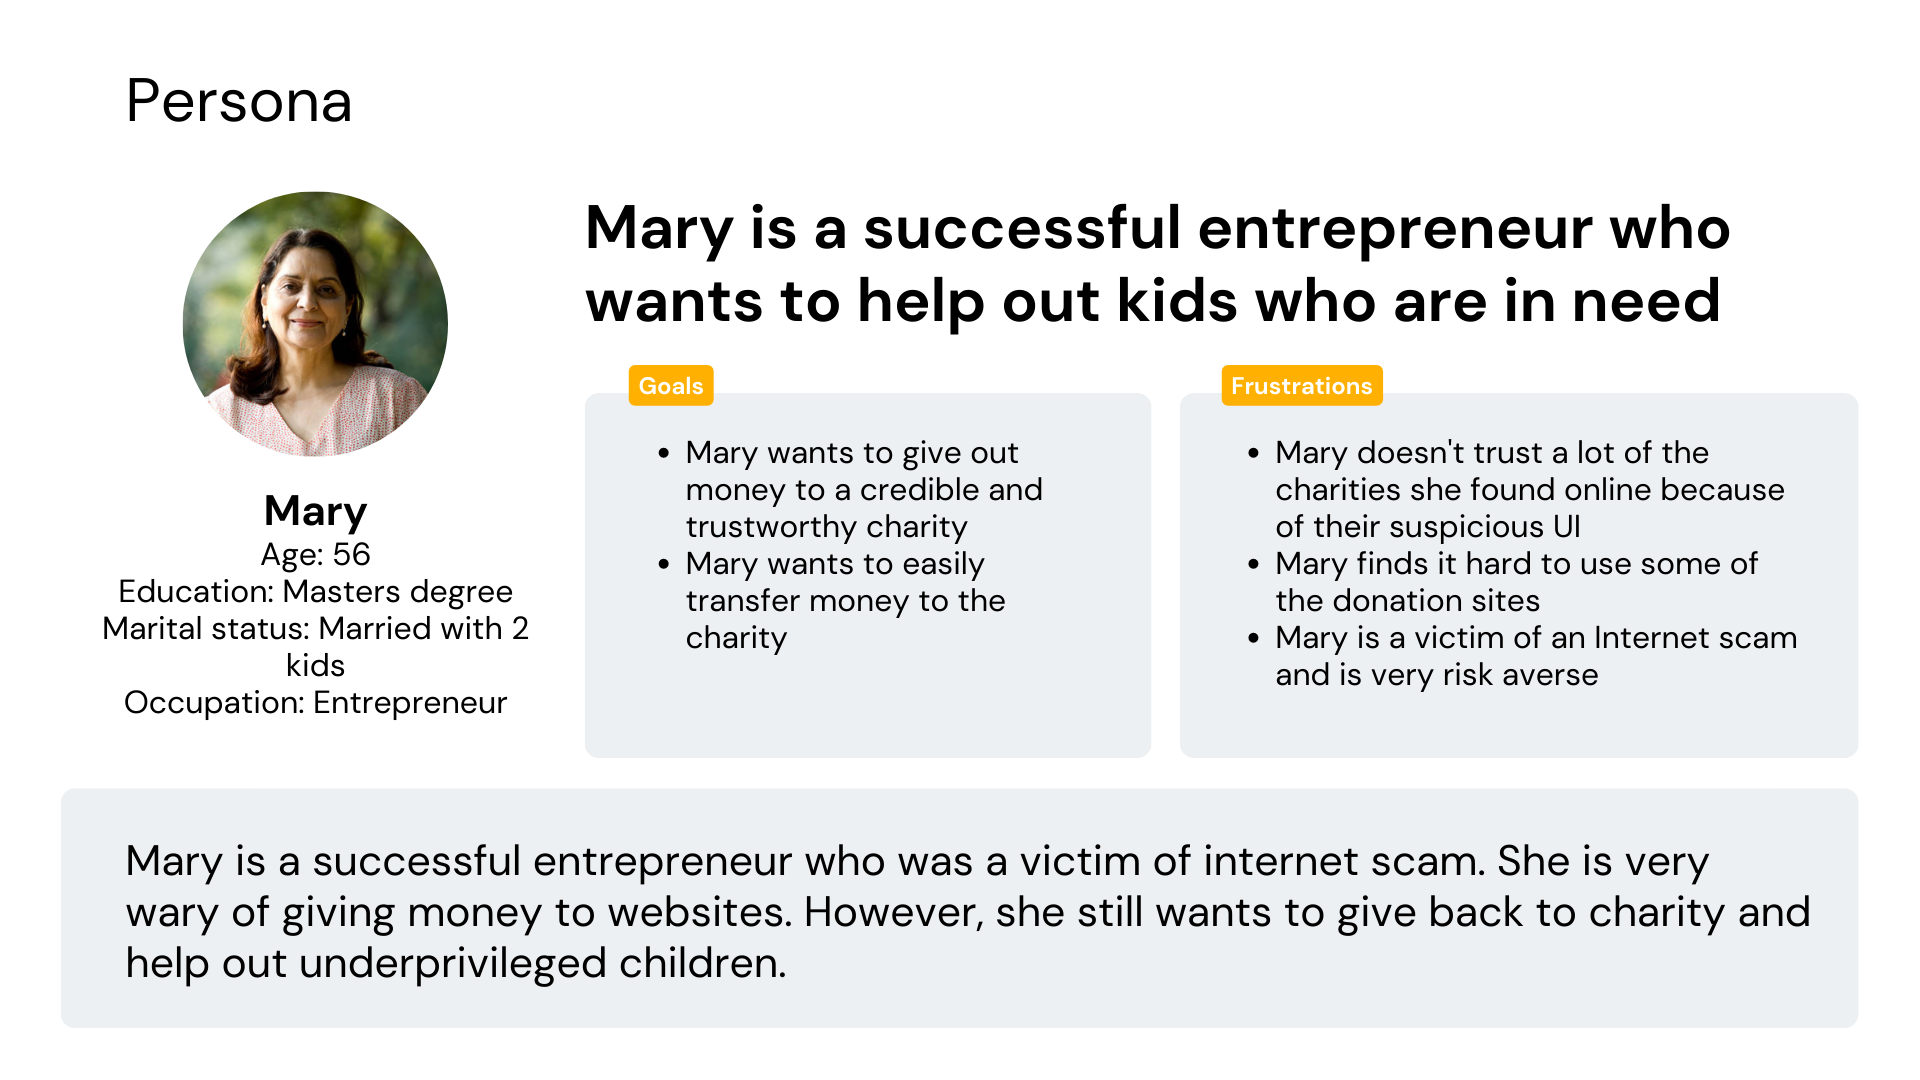 Persona
Mary
Age: 56
Education: Masters degree
Marital status: Married with 2
kids
Occupation: Entrepreneur
Mary is a successful entrepreneur who
wants to help out kids who are in need
Goals
• Mary wants to give out
money to a credible and
trustworthy charity
• Mary wants to easily
transfer money to the
charity
Frustrations
• Mary doesn't trust a lot of the
charities she found online because
of their suspicious UI
• Mary finds it hard to use some of
the donation sites
• Mary is a victim of an Internet scam
and is very risk averse
Mary is a successful entrepreneur who was a victim of internet scam. She is very
wary of giving money to websites. However, she still wants to give back to charity and
help out underprivileged children.